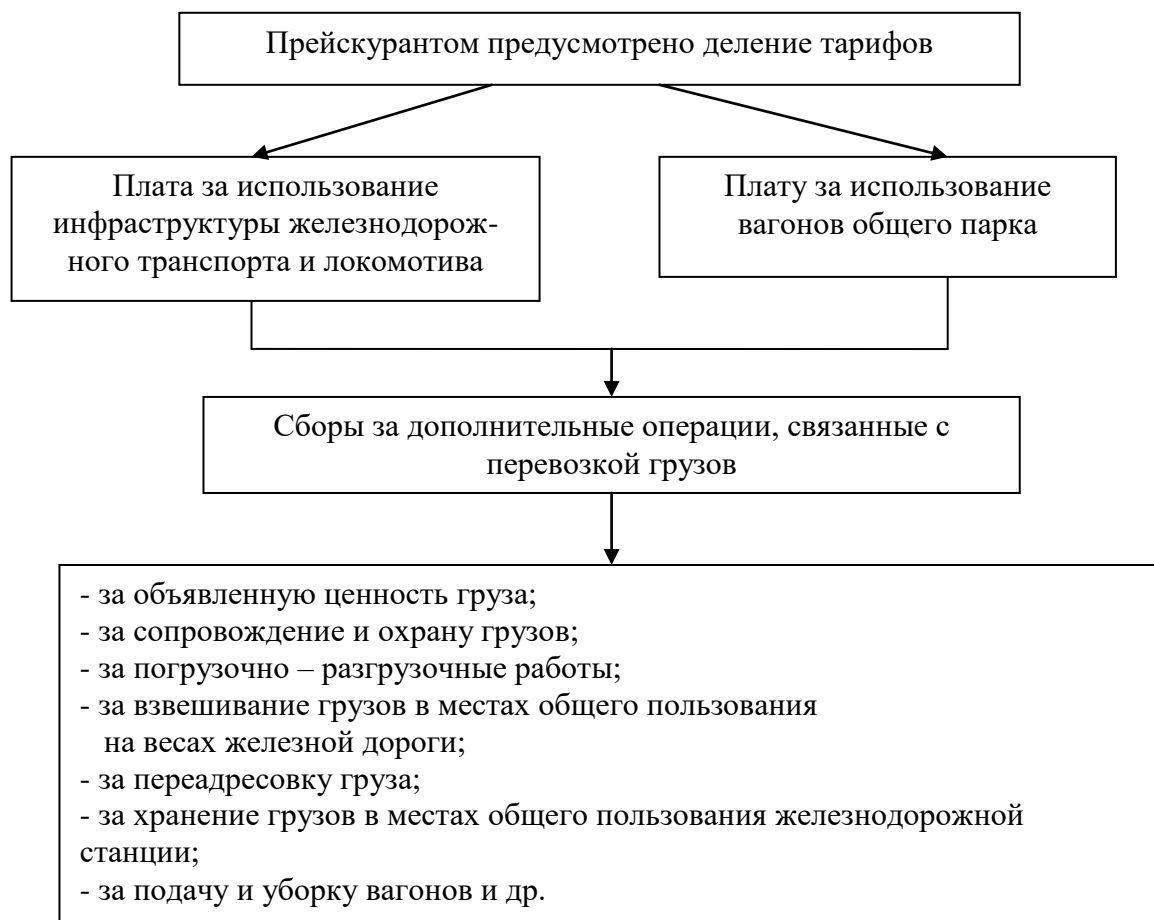 Прейскурантом предусмотрено деление тарифов
Плата за использование
инфраструктуры железнодорож-
ного транспорта и локомотива
Плату за использование
вагонов общего парка
Сборы за дополнительные операции, связанные с
перевозкой грузов
- за объявленную ценность груза;
- за сопровождение и охрану грузов;
- за погрузочно – разгрузочные работы;
- за взвешивание грузов в местах общего пользования
на весах железной дороги;
- за переадресовку груза;
- за хранение грузов в местах общего пользования железнодорожной
станции;
- за подачу и уборку вагонов и др.